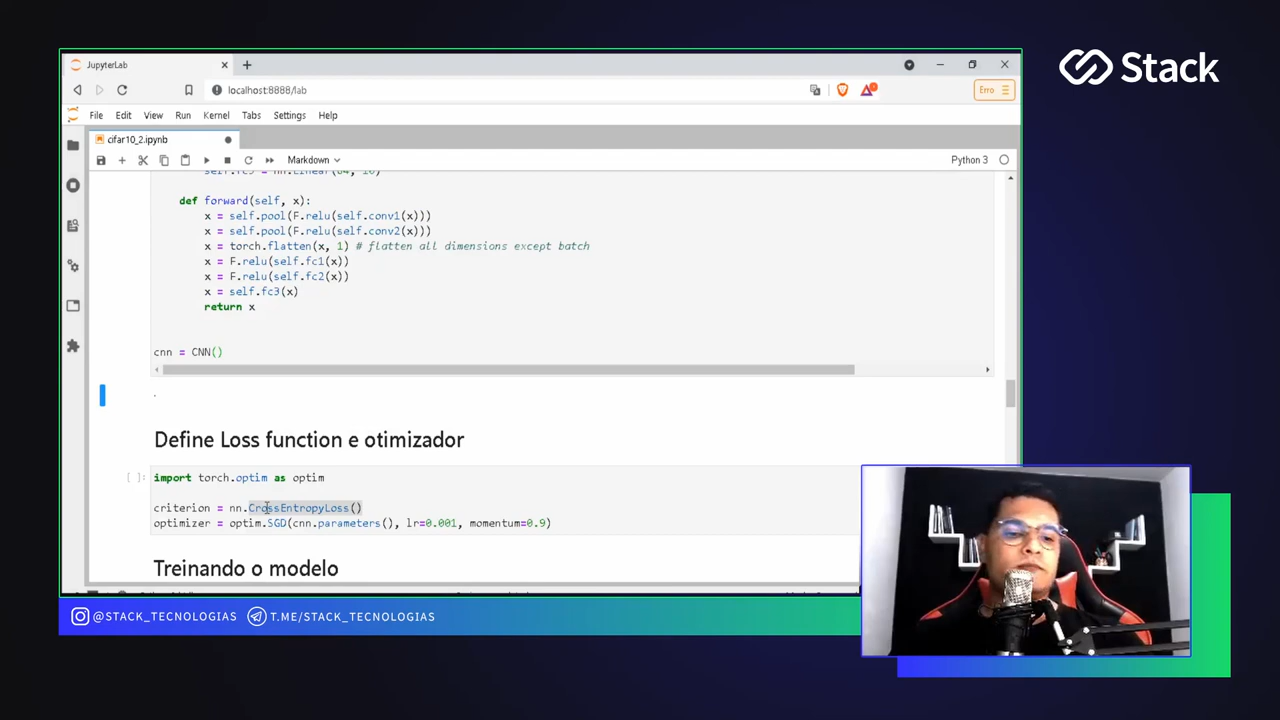 Stack
JupyterLab
localhost:8888/lab
Erro
File Edit View Run Kernel Tabs Settings Help
cifar10_2.ipynb
Markdown
Python 3
def forward(self, x):
x = self.pool(F.relu(self.conv1(x)))
x = self.pool(F.relu(self.conv2(x)))
x = torch.flatten(x, 1) # flatten all dimensions except batch
x = F.relu(self.fc1(x))
x = F.relu(self.fc2(x))
x = self.fc3(x)
return x
cnn = CNN()
.
Define Loss function e otimizador
[ ]: import torch.optim as optim
criterion = nn.CrossEntropyLoss()
optimizer = optim.SGD(cnn.parameters(), lr=0.001, momentum=0.9)
Treinando o modelo
@STACK_TECNOLOGIAS T.ME/STACK_TECNOLOGIAS